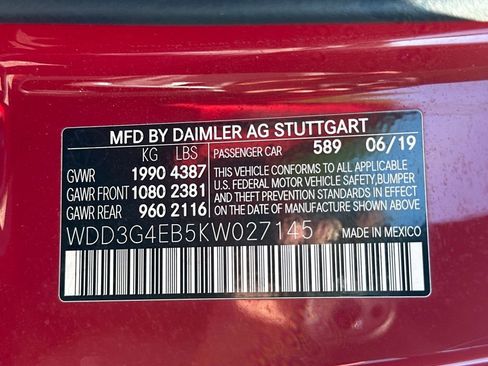 MFD BY DAIMLER AG STUTTGART
KG LBS PASSENGER CAR 589 06/19
GVWR 1990 4387
GAWR FRONT 1080 2381
GAWR REAR 960 2116
THIS VEHICLE CONFORMS TO ALL APPLICABLE
U.S. FEDERAL MOTOR VEHICLE SAFETY,BUMPER
AND THEFT PREVENTION STANDARDS IN EFFECT
ON THE DATE OF MANUFACTURE SHOWN ABOVE.
WDD3G4EB5KW027145 MADE IN MEXICO